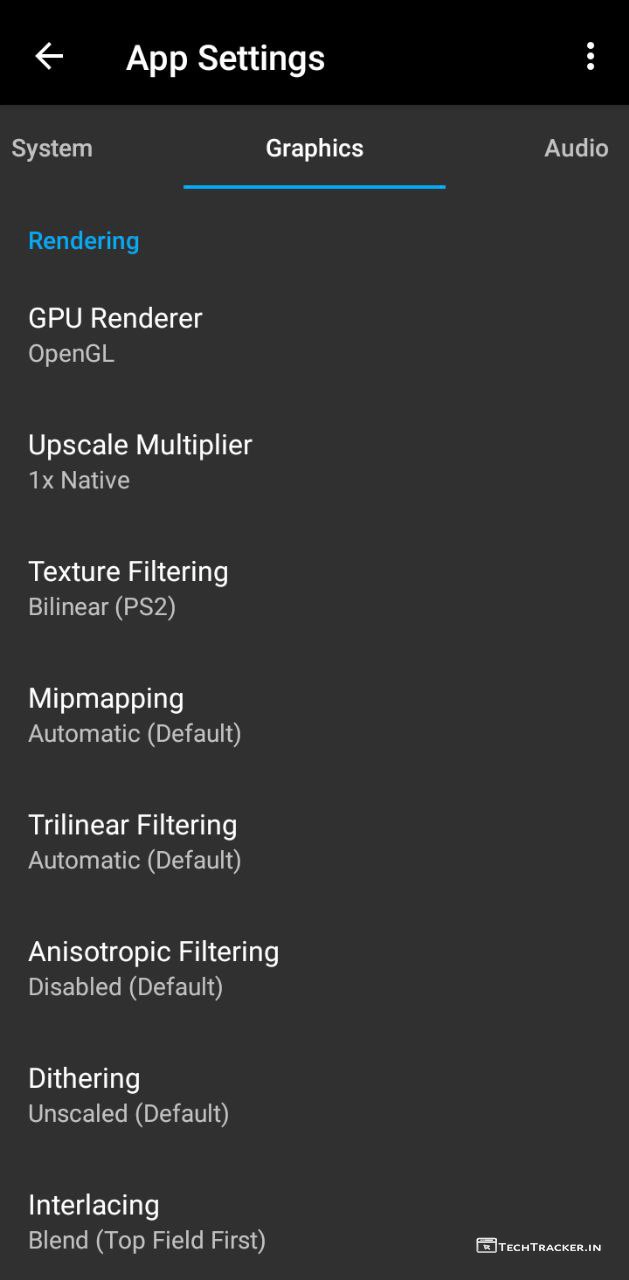 App Settings
System Graphics Audio
Rendering
GPU Renderer
OpenGL
Upscale Multiplier
1x Native
Texture Filtering
Bilinear (PS2)
Mipmapping
Automatic (Default)
Trilinear Filtering
Automatic (Default)
Anisotropic Filtering
Disabled (Default)
Dithering
Unscaled (Default)
Interlacing
Blend (Top Field First)
TechTracker.in